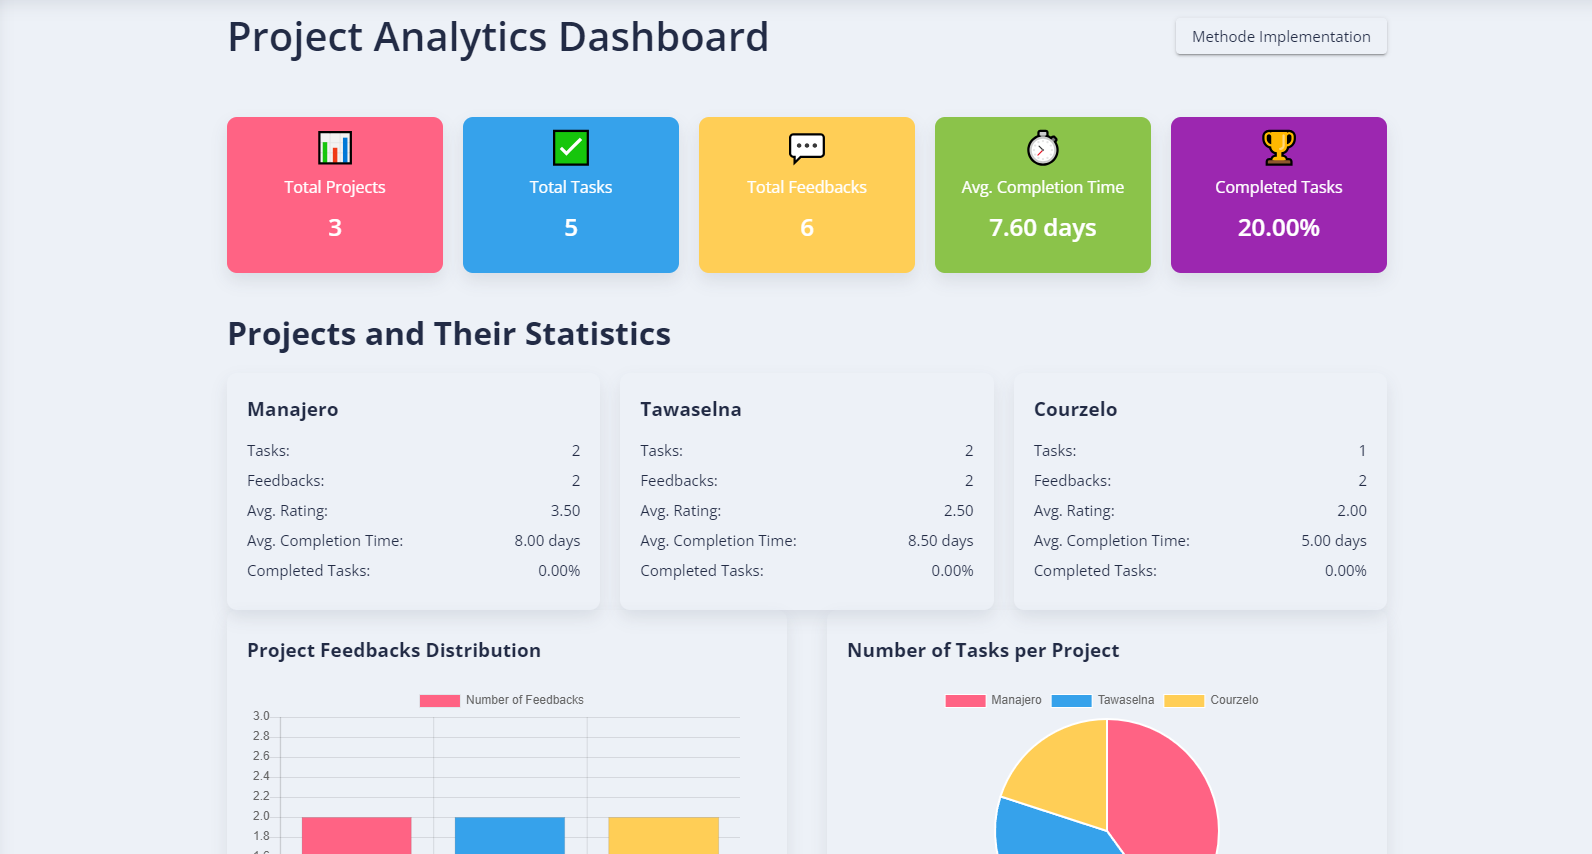 Project Analytics Dashboard
Methode Implementation
Total Projects
3
Total Tasks
5
Total Feedbacks
6
Avg. Completion Time
7.60 days
Completed Tasks
20.00%
Projects and Their Statistics
Manajero
Tasks: 2
Feedbacks: 2
Avg. Rating: 3.50
Avg. Completion Time: 8.00 days
Completed Tasks: 0.00%
Tawaselna
Tasks: 2
Feedbacks: 2
Avg. Rating: 2.50
Avg. Completion Time: 8.50 days
Completed Tasks: 0.00%
Courzelo
Tasks: 1
Feedbacks: 2
Avg. Rating: 2.00
Avg. Completion Time: 5.00 days
Completed Tasks: 0.00%
Project Feedbacks Distribution
Number of Feedbacks
3.0
2.8
2.6
2.4
2.2
2.0
1.8
1.6
Number of Tasks per Project
Manajero Tawaselna Courzelo